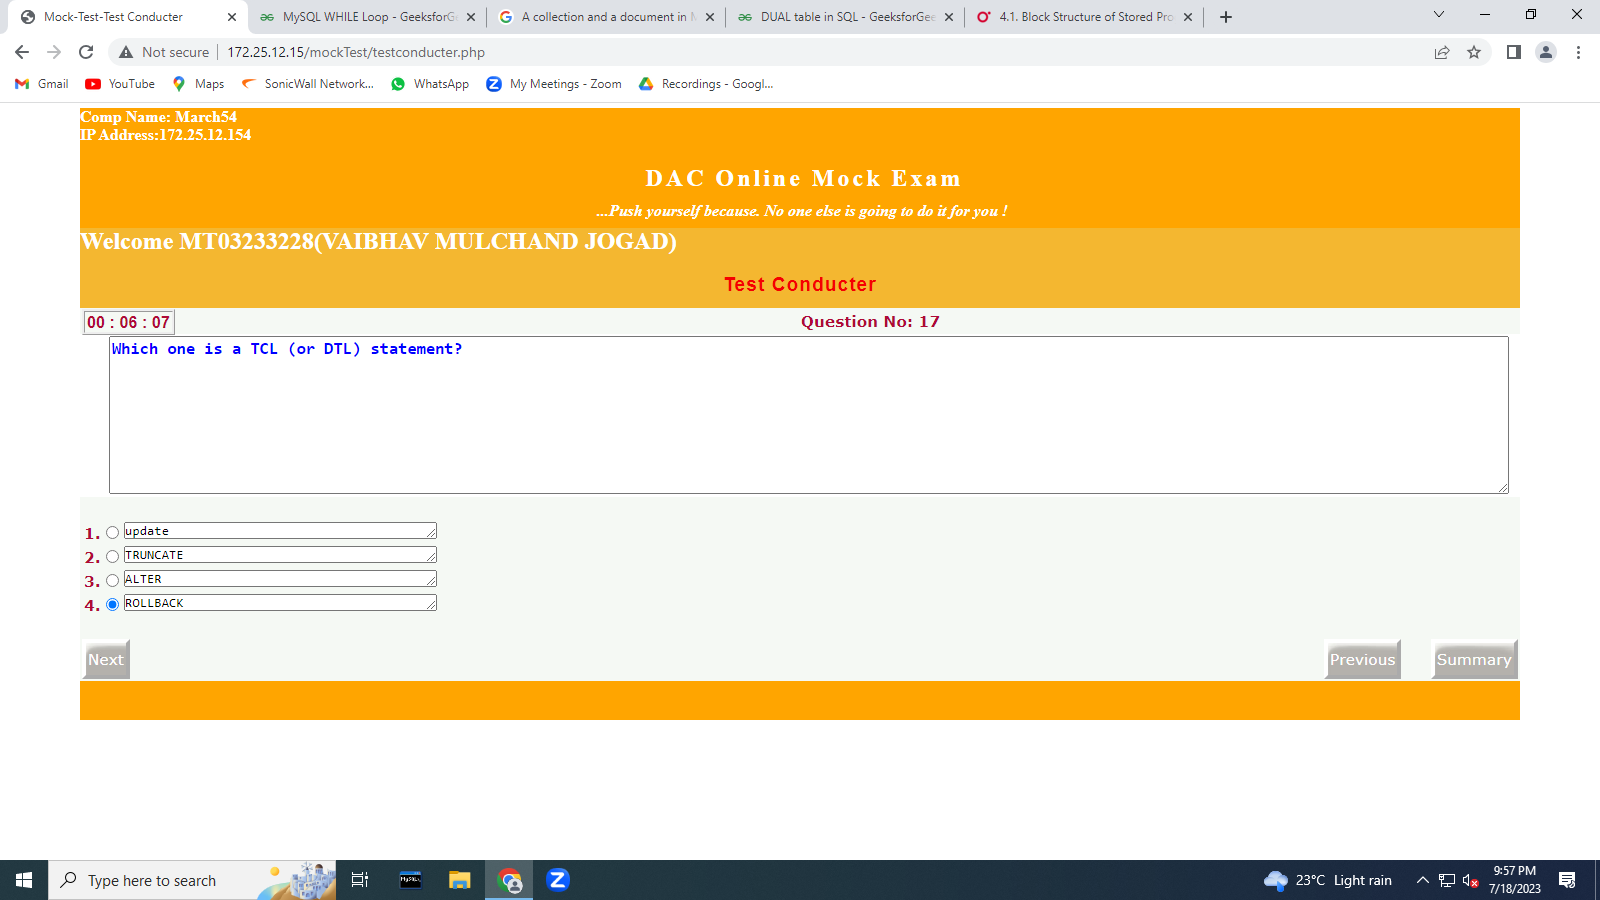 Mock-Test-Test Conducter
MySQL WHILE Loop - GeeksforG
A collection and a document in
DUAL table in SQL - GeeksforGee
4.1. Block Structure of Stored Pro
Not secure
172.25.12.15/mockTest/testconducter.php
Gmail
YouTube
Maps
SonicWall Network...
WhatsApp
My Meetings - Zoom
Recordings - Googl...
Comp Name: March54
IP Address:172.25.12.154
DAC Online Mock Exam
...Push yourself because. No one else is going to do it for you !
Welcome MT03233228(VAIBHAV MULCHAND JOGAD)
Test Conducter
00 : 06 : 07
Question No: 17
Which one is a TCL (or DTL) statement?
1. update
2. TRUNCATE
3. ALTER
4. ROLLBACK
Next
Previous
Summary
Type here to search
23°C Light rain
9:57 PM
7/18/2023